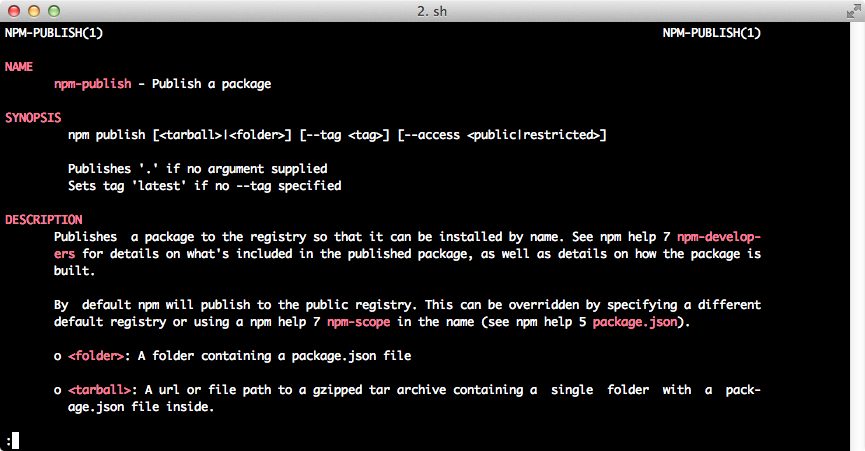 2. sh
NPM-PUBLISH(1) NPM-PUBLISH(1)
NAME
npm-publish - Publish a package
SYNOPSIS
npm publish [<tarball>|<folder>] [--tag <tag>] [--access <public|restricted>]
Publishes '.' if no argument supplied
Sets tag 'latest' if no --tag specified
DESCRIPTION
Publishes  a package to the registry so that it can be installed by name. See npm help 7 npm-develop-
ers for details on what's included in the published package, as well as details on how the package is
built.
By  default npm will publish to the public registry. This can be overridden by specifying a different
default registry or using a npm help 7 npm-scope in the name (see npm help 5 package.json).
o <folder>: A folder containing a package.json file
o <tarball>: A url or file path to a gzipped tar archive containing a  single  folder  with  a  pack-
age.json file inside.
: